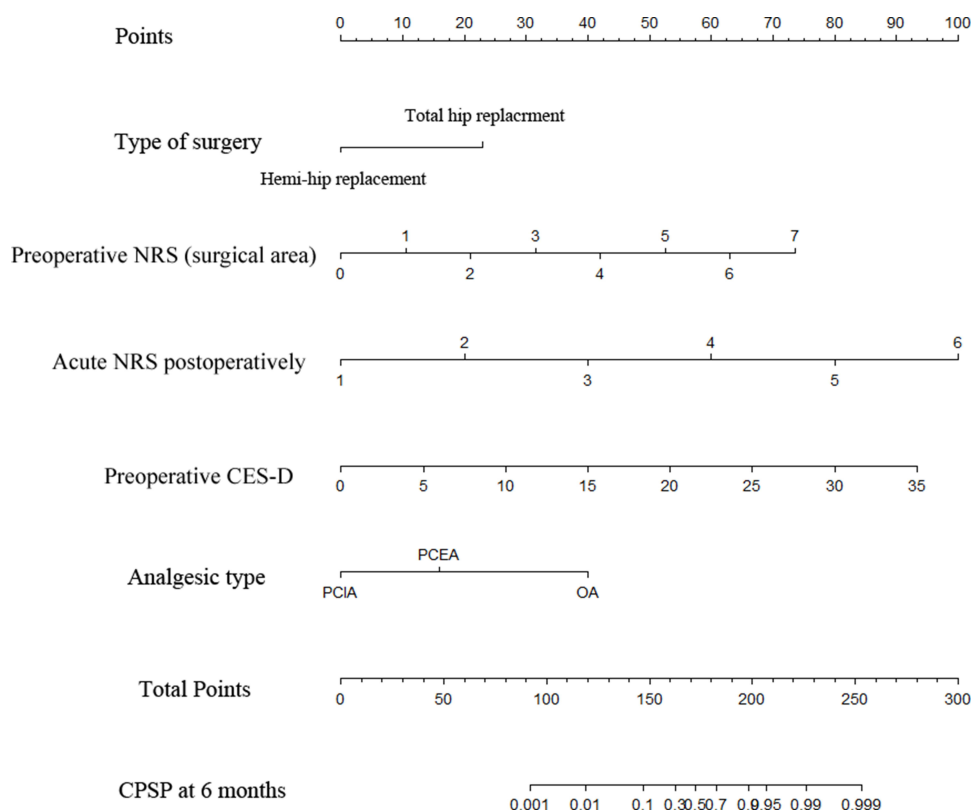 Points 0 10 20 30 40 50 60 70 80 90 100
Total hip replacrment
Type of surgery
Hemi-hip replacement
1 3 5 7
Preoperative NRS (surgical area)
0 2 4 6
2 4 6
Acute NRS postoperatively
1 3 5
Preoperative CES-D
0 5 10 15 20 25 30 35
PCEA
Analgesic type
PCIA OA
Total Points
0 50 100 150 200 250 300
CPSP at 6 months
0.001 0.01 0.1 0.3 0.5 0.7 0.9 0.95 0.99 0.999